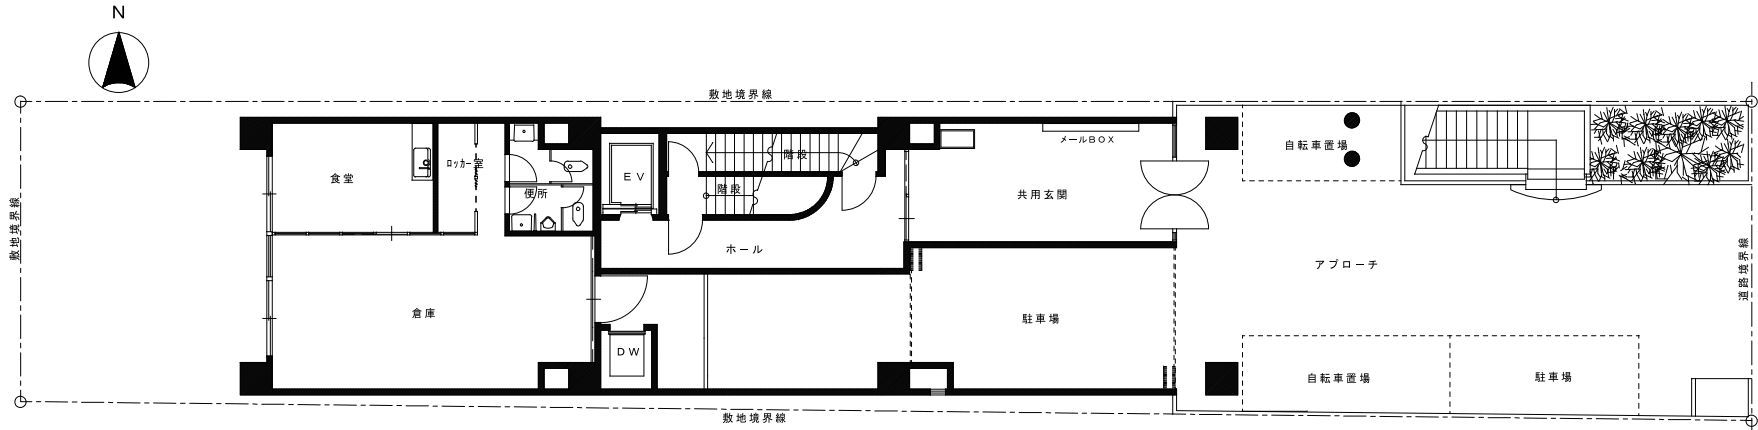 N
敷地境界線
メールBOX
自転車置場
階段
ロッカー室
食堂
EV
階段
便所
共用玄関
敷地境界線
ホール
アプローチ
道路境界線
倉庫
駐車場
DW
自転車置場
駐車場
敷地境界線